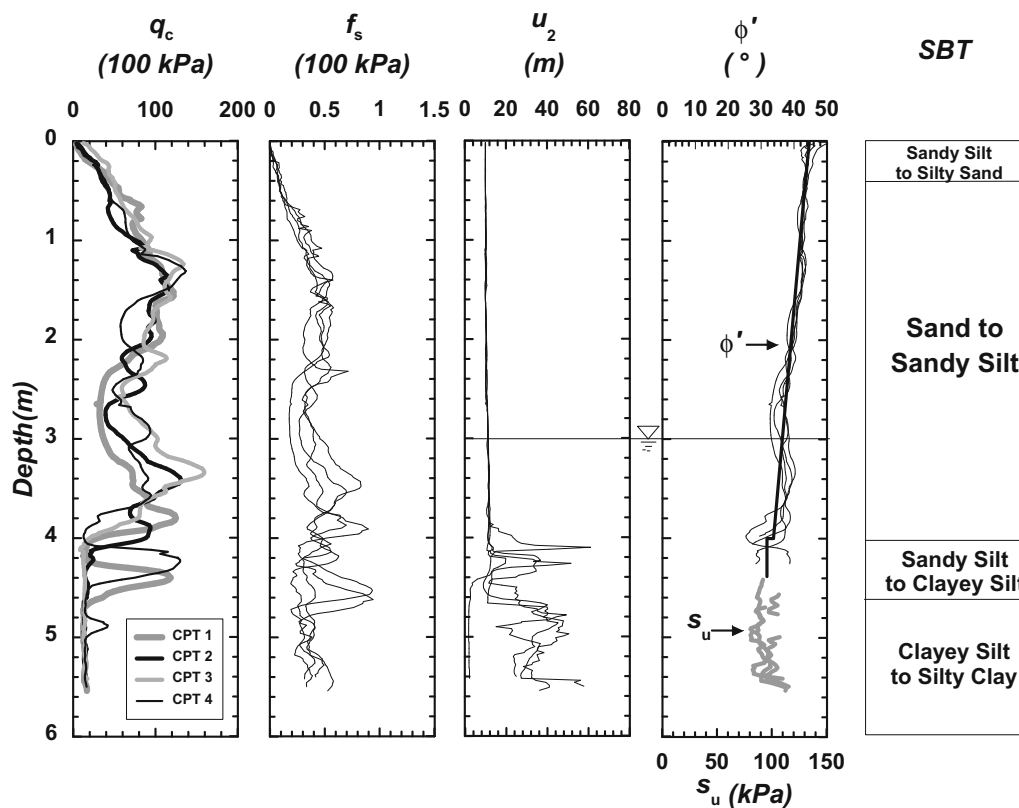 q_c f_s u_2 ϕ′ SBT
(100 kPa) (100 kPa) (m) (°)
0 100 200 0 0.5 1 1.5 0 20 40 60 80 0 10 20 30 40 50
0
Sandy Silt
to Silty Sand
1
2
Sand to
Sandy Silt
ϕ′
Depth(m)
3
4
Sandy Silt
to Clayey Silt
CPT 1
CPT 2
CPT 3
CPT 4
5
s_u
Clayey Silt
to Silty Clay
6
0 50 100 150
s_u (kPa)